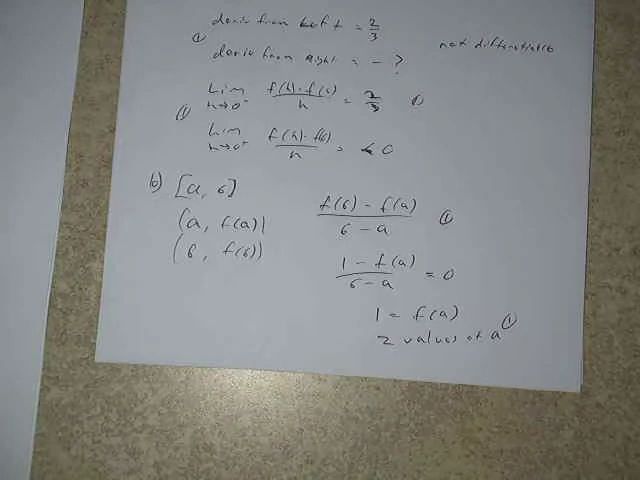 ① deriv from left = 2/3
deriv from right = - ?
not differentiable
① lim h→0⁻ f(h)-f(0)/h = 2/3 ①
lim h→0⁺ f(h)-f(0)/h = < 0
b) [a, 6]
(a, f(a))
(6, f(6))
f(6) - f(a)/6 - a ①
1 - f(a)/6 - a = 0
1 = f(a)
2 values of a ①